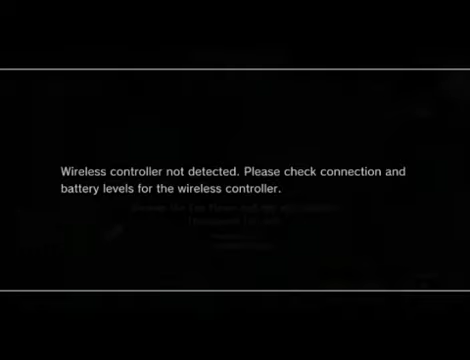 Wireless controller not detected. Please check connection and
battery levels for the wireless controller.